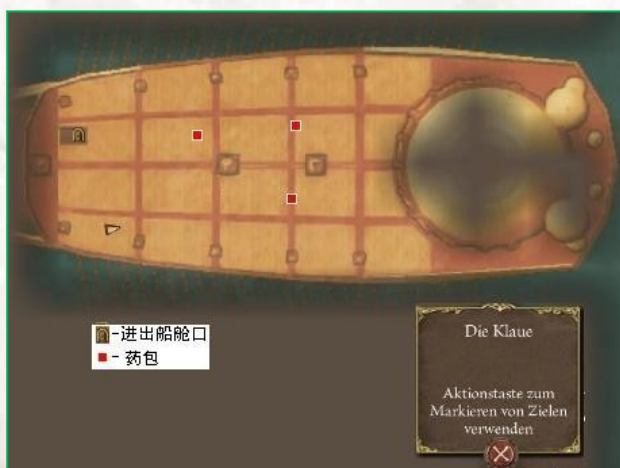 -进出船舱口
- 药包
Die Klaue
Aktionstaste zum
Markieren von Zielen
verwenden